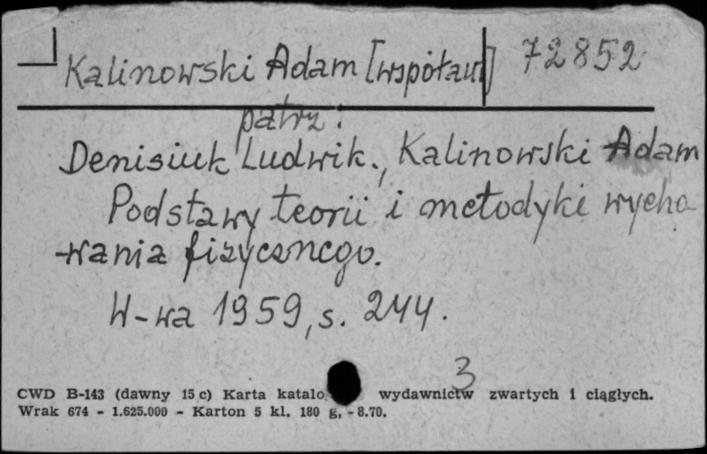 Kalinowski Adam [współaut] 72852
patrz:
Denisiuk Ludwik., Kalinowski Adam
Podstawy teorii i metodyki wycho
-wania fizycznego.
W-wa 1959, s. 244.
3
CWD B-143 (dawny 15 c) Karta katalo wydawnictw zwartych i ciągłych.
Wrak 674 - 1.625.000 - Karton 5 kl. 180 g, - 8.70.